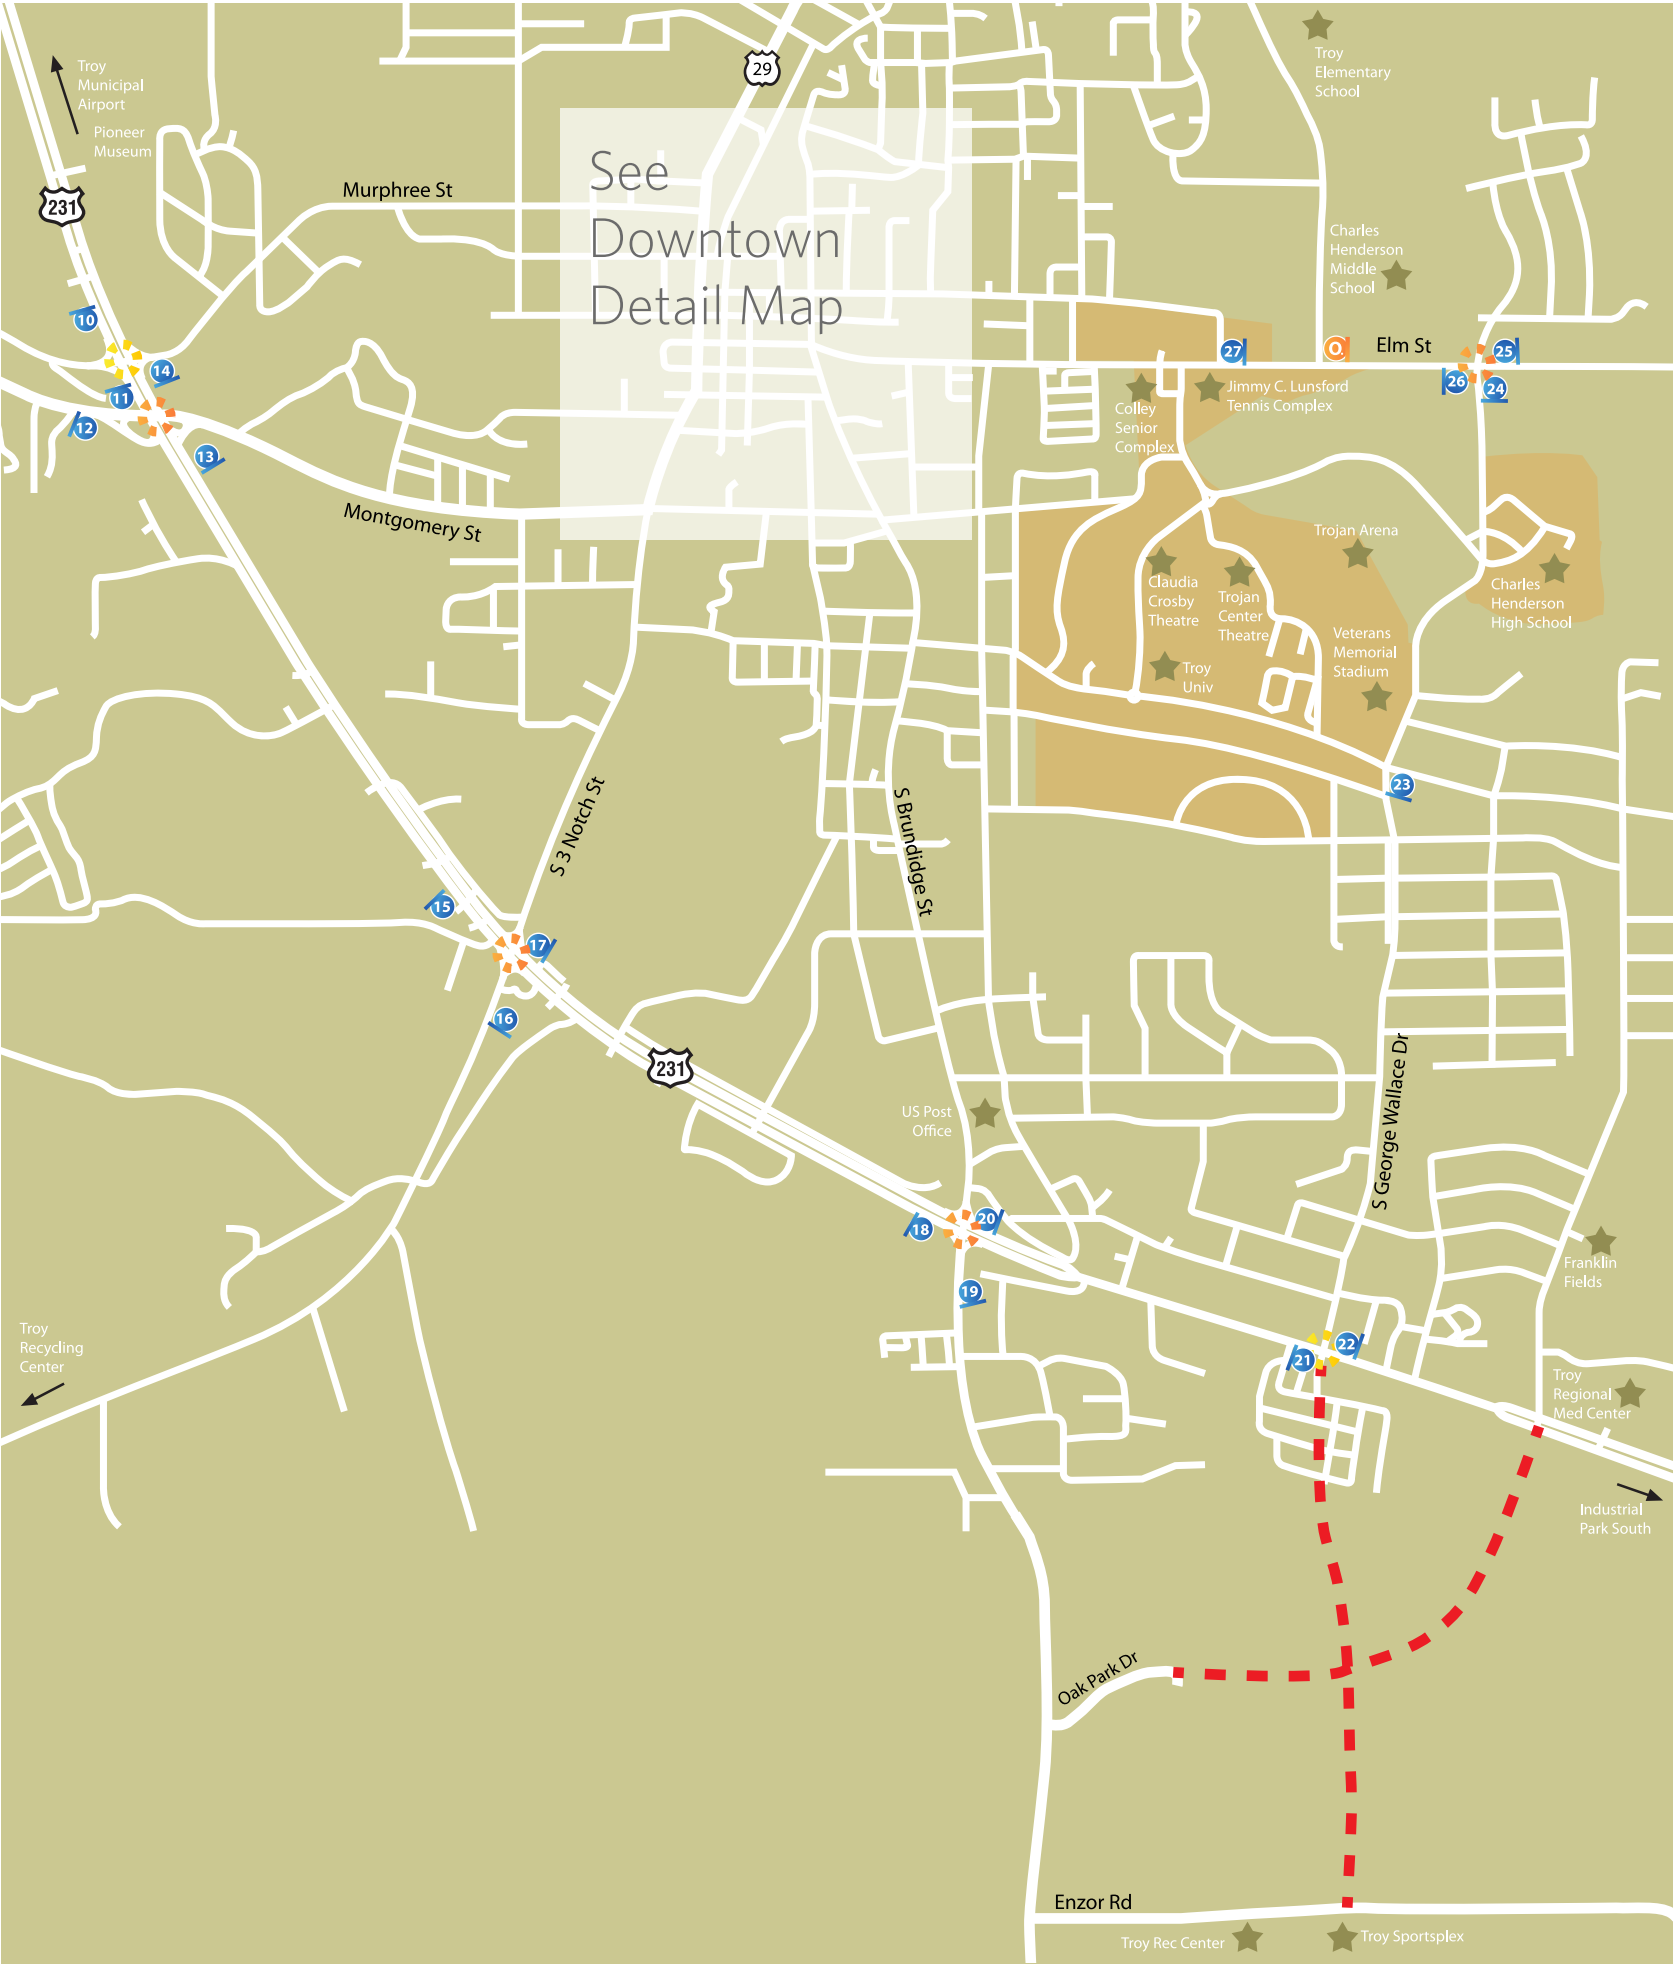 Troy
Municipal
Airport
Pioneer
Museum
231
29
Troy
Elementary
School
See
Downtown
Detail Map
Murphree St
Charles
Henderson
Middle
School
10
14
11
12
13
27
O.
Elm St
25
26
24
Jimmy C. Lunsford
Tennis Complex
Colley
Senior
Complex
Montgomery St
Trojan Arena
Claudia
Crosby
Theatre
Trojan
Center
Theatre
Charles
Henderson
High School
Veterans
Memorial
Stadium
Troy
Univ
23
S 3 Notch St
S Brundidge St
15
17
16
231
US Post
Office
S George Wallace Dr
18
20
19
Franklin
Fields
Troy
Recycling
Center
22
21
Troy
Regional
Med Center
Industrial
Park South
Oak Park Dr
Enzor Rd
Troy Rec Center
Troy Sportsplex